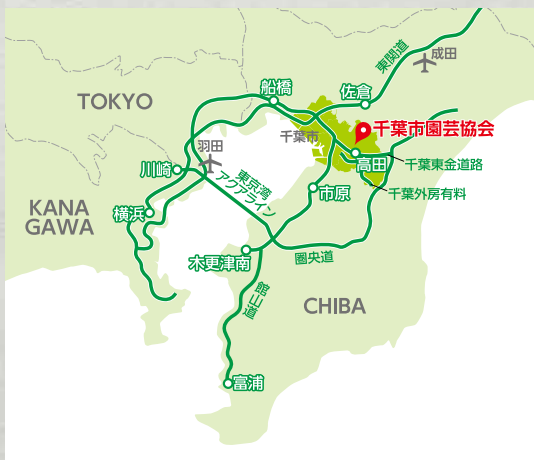 成田
東関道
船橋
佐倉
TOKYO
千葉市園芸協会
千葉市
羽田
高田
千葉東金道路
川崎
東京湾
アクアライン
市原
千葉外房有料
KANA
GAWA
横浜
木更津南
圏央道
館山道
CHIBA
富浦